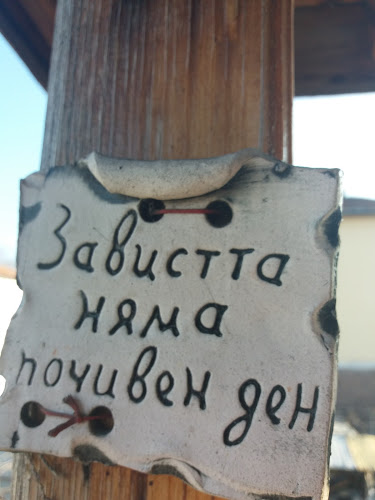 Завистта
няма
почивен ден